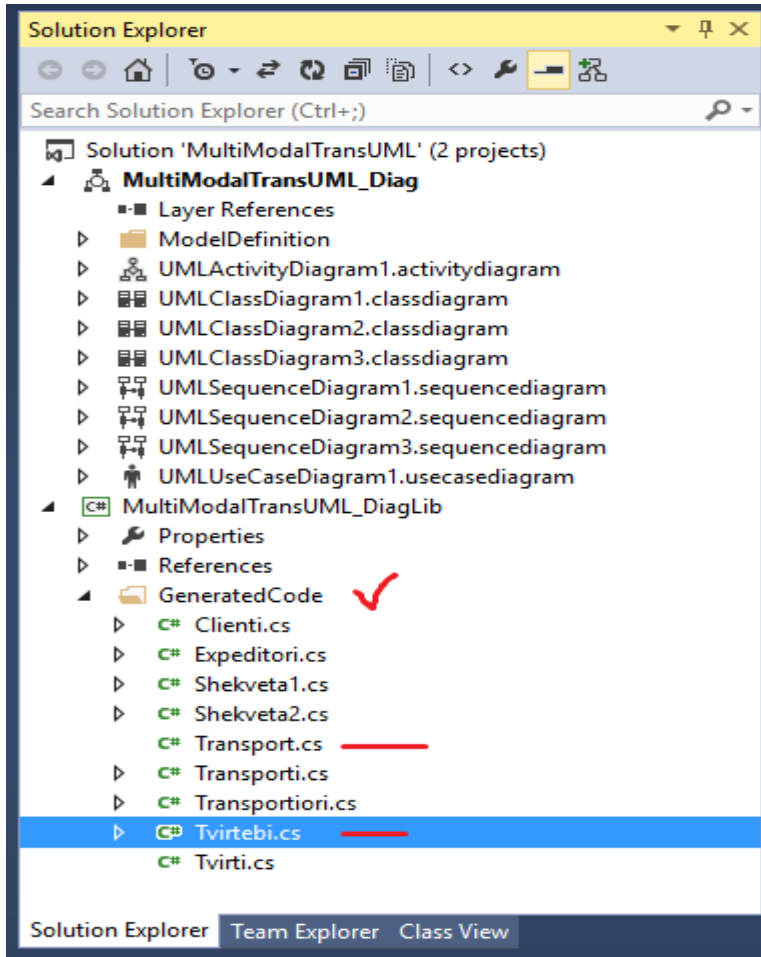 Solution Explorer
Search Solution Explorer (Ctrl+;)
Solution 'MultiModalTransUML' (2 projects)
MultiModalTransUML_Diag
Layer References
ModelDefinition
UMLActivityDiagram1.activitydiagram
UMLClassDiagram1.classdiagram
UMLClassDiagram2.classdiagram
UMLClassDiagram3.classdiagram
UMLSequenceDiagram1.sequencediagram
UMLSequenceDiagram2.sequencediagram
UMLSequenceDiagram3.sequencediagram
UMLUseCaseDiagram1.usecasediagram
C# MultiModalTransUML_DiagLib
Properties
References
GeneratedCode
C# Clienti.cs
C# Expeditori.cs
C# Shekveta1.cs
C# Shekveta2.cs
C# Transport.cs
C# Transporti.cs
C# Transportiori.cs
C# Tvirtebi.cs
C# Tvirti.cs
Solution Explorer Team Explorer Class View